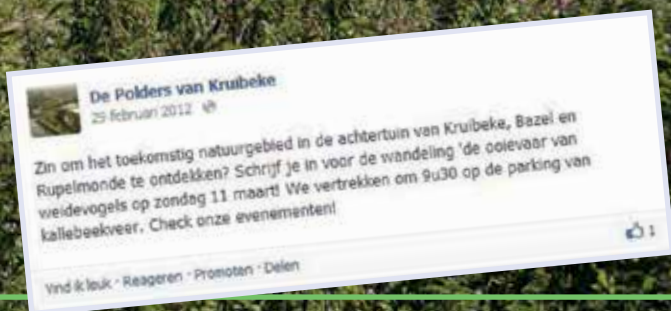 De Polders van Kruibeke
29 februari 2012
Zin om het toekomstig natuurgebied in de achtertuin van Kruibeke, Bazel en
Rupelmonde te ontdekken? Schrijf je in voor de wandeling 'de ooievaar van
weidevogels op zondag 11 maart! We vertrekken om 9u30 op de parking van
kallebeekveer. Check onze evenementen!
Vind ik leuk · Reageren · Promoten · Delen
1